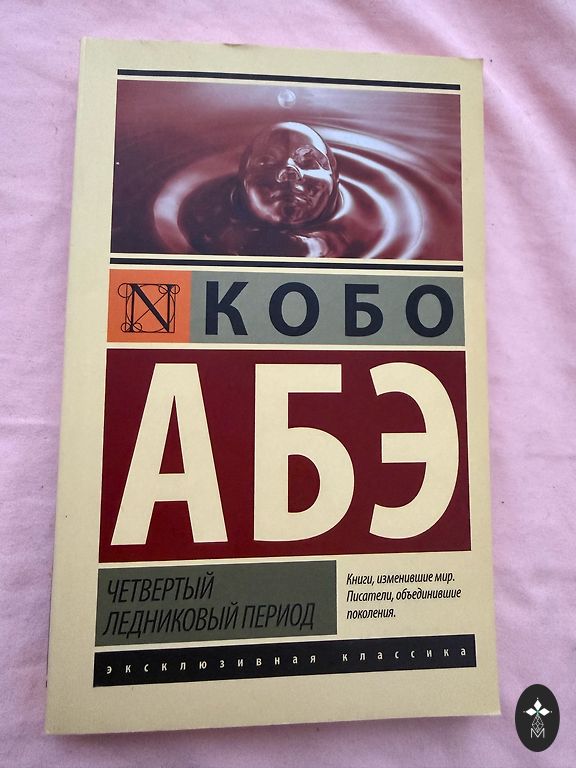 N КОБО
АБЭ
ЧЕТВЕРТЫЙ
ЛЕДНИКОВЫЙ ПЕРИОД
Книги, изменившие мир.
Писатели, объединившие
поколения.
эксклюзивная классика
M